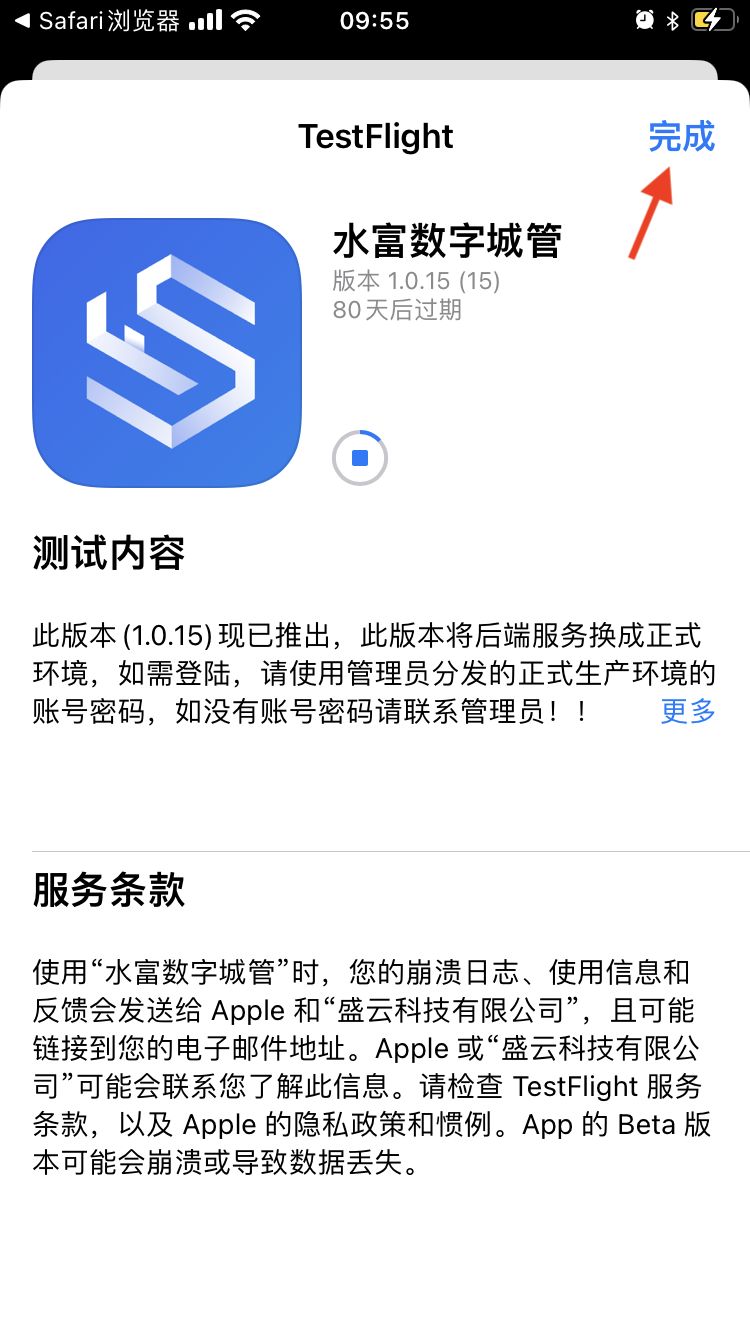 Safari浏览器
09:55
TestFlight
完成
水富数字城管
版本 1.0.15 (15)
80天后过期
测试内容
此版本(1.0.15)现已推出，此版本将后端服务换成正式
环境，如需登陆，请使用管理员分发的正式生产环境的
账号密码，如没有账号密码请联系管理员！！
更多
服务条款
使用“水富数字城管”时，您的崩溃日志、使用信息和
反馈会发送给 Apple 和“盛云科技有限公司”，且可能
链接到您的电子邮件地址。Apple 或“盛云科技有限公
司”可能会联系您了解此信息。请检查 TestFlight 服务
条款，以及 Apple 的隐私政策和惯例。App 的 Beta 版
本可能会崩溃或导致数据丢失。